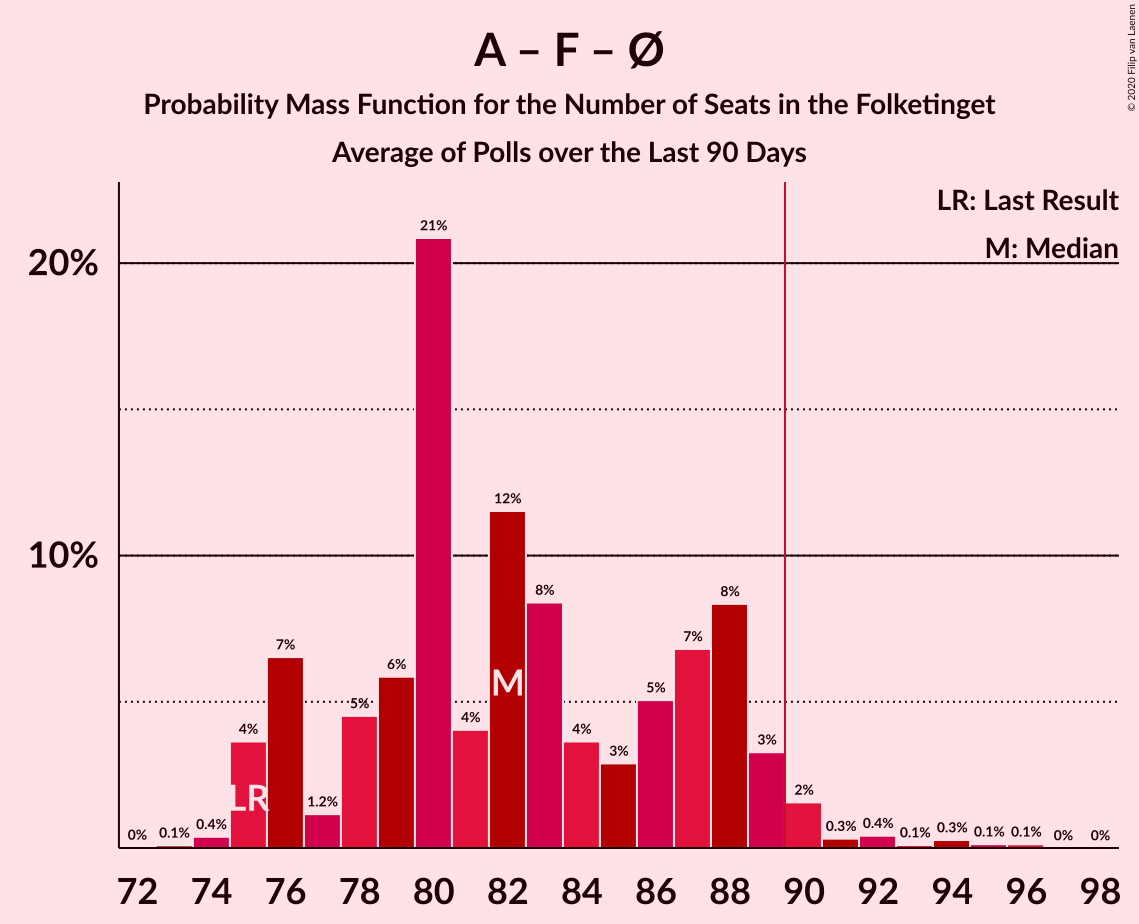 A – F – Ø
Probability Mass Function for the Number of Seats in the Folketinget
Average of Polls over the Last 90 Days
© 2020 Filip van Laenen
LR: Last Result
M: Median
20%
10%
0% 0.1% 0.4% 4% 7% 1.2% 5% 6% 21% 4% 12% 8% 4% 3% 5% 7% 8% 3% 2% 0.3% 0.4% 0.1% 0.3% 0.1% 0.1% 0% 0%
LR
M
72 74 76 78 80 82 84 86 88 90 92 94 96 98